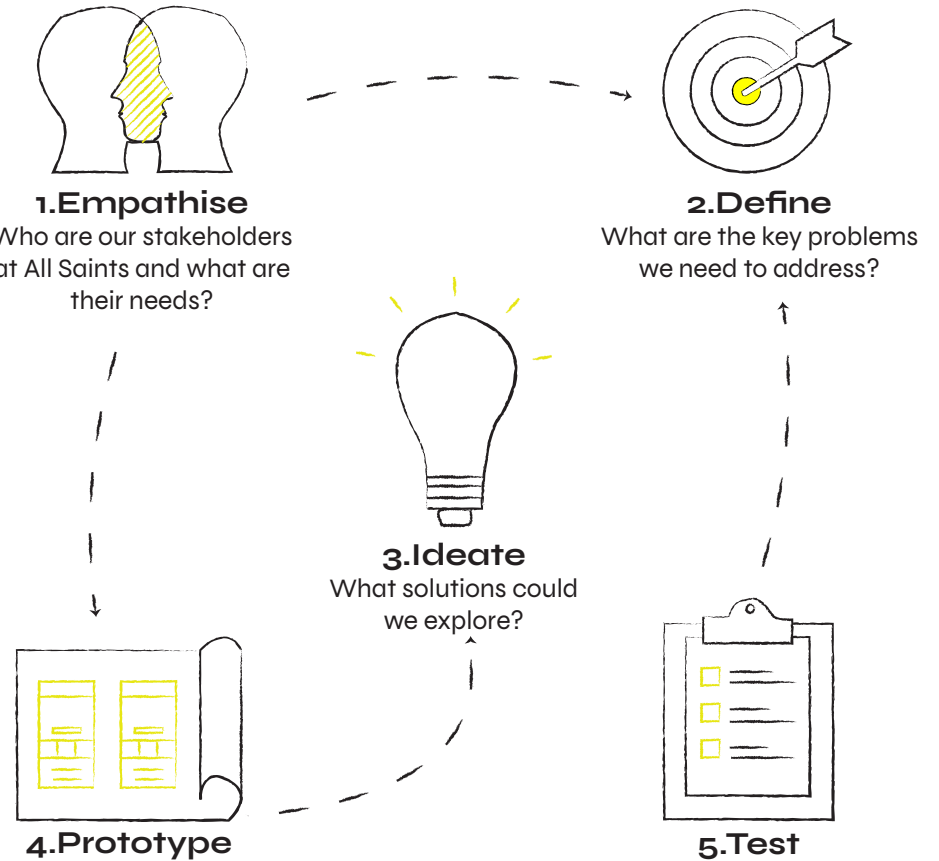 1.Empathise
Who are our stakeholders
at All Saints and what are
their needs?
2.Define
What are the key problems
we need to address?
3.Ideate
What solutions could
we explore?
4.Prototype
5.Test